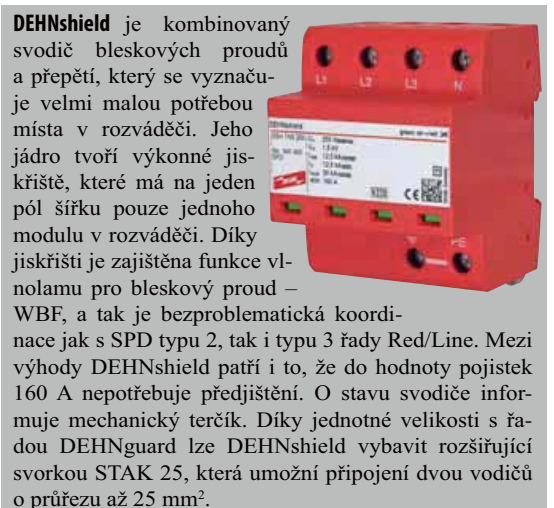 DEHNshield je kombinovaný
svodič bleskových proudů
a přepětí, který se vyznaču-
je velmi malou potřebou
místa v rozváděči. Jeho
jádro tvoří výkonné jis-
křiště, které má na jeden
pól šířku pouze jednoho
modulu v rozváděči. Díky
jiskřišti je zajištěna funkce vl-
nolamu pro bleskový proud –
WBF, a tak je bezproblematická koordi-
nace jak s SPD typu 2, tak i typu 3 řady Red/Line. Mezi
výhody DEHNshield patří i to, že do hodnoty pojistek
160 A nepotřebuje předjištění. O stavu svodiče infor-
muje mechanický terčík. Díky jednotné velikosti s řa-
dou DEHNguard lze DEHNshield vybavit rozšiřující
svorkou STAK 25, která umožní připojení dvou vodičů
o průřezu až 25 mm².
L1 L2 L3 N
DEHNshield
PE